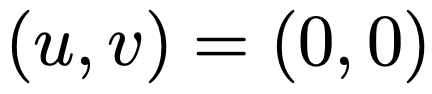 (u, v) = (0, 0)